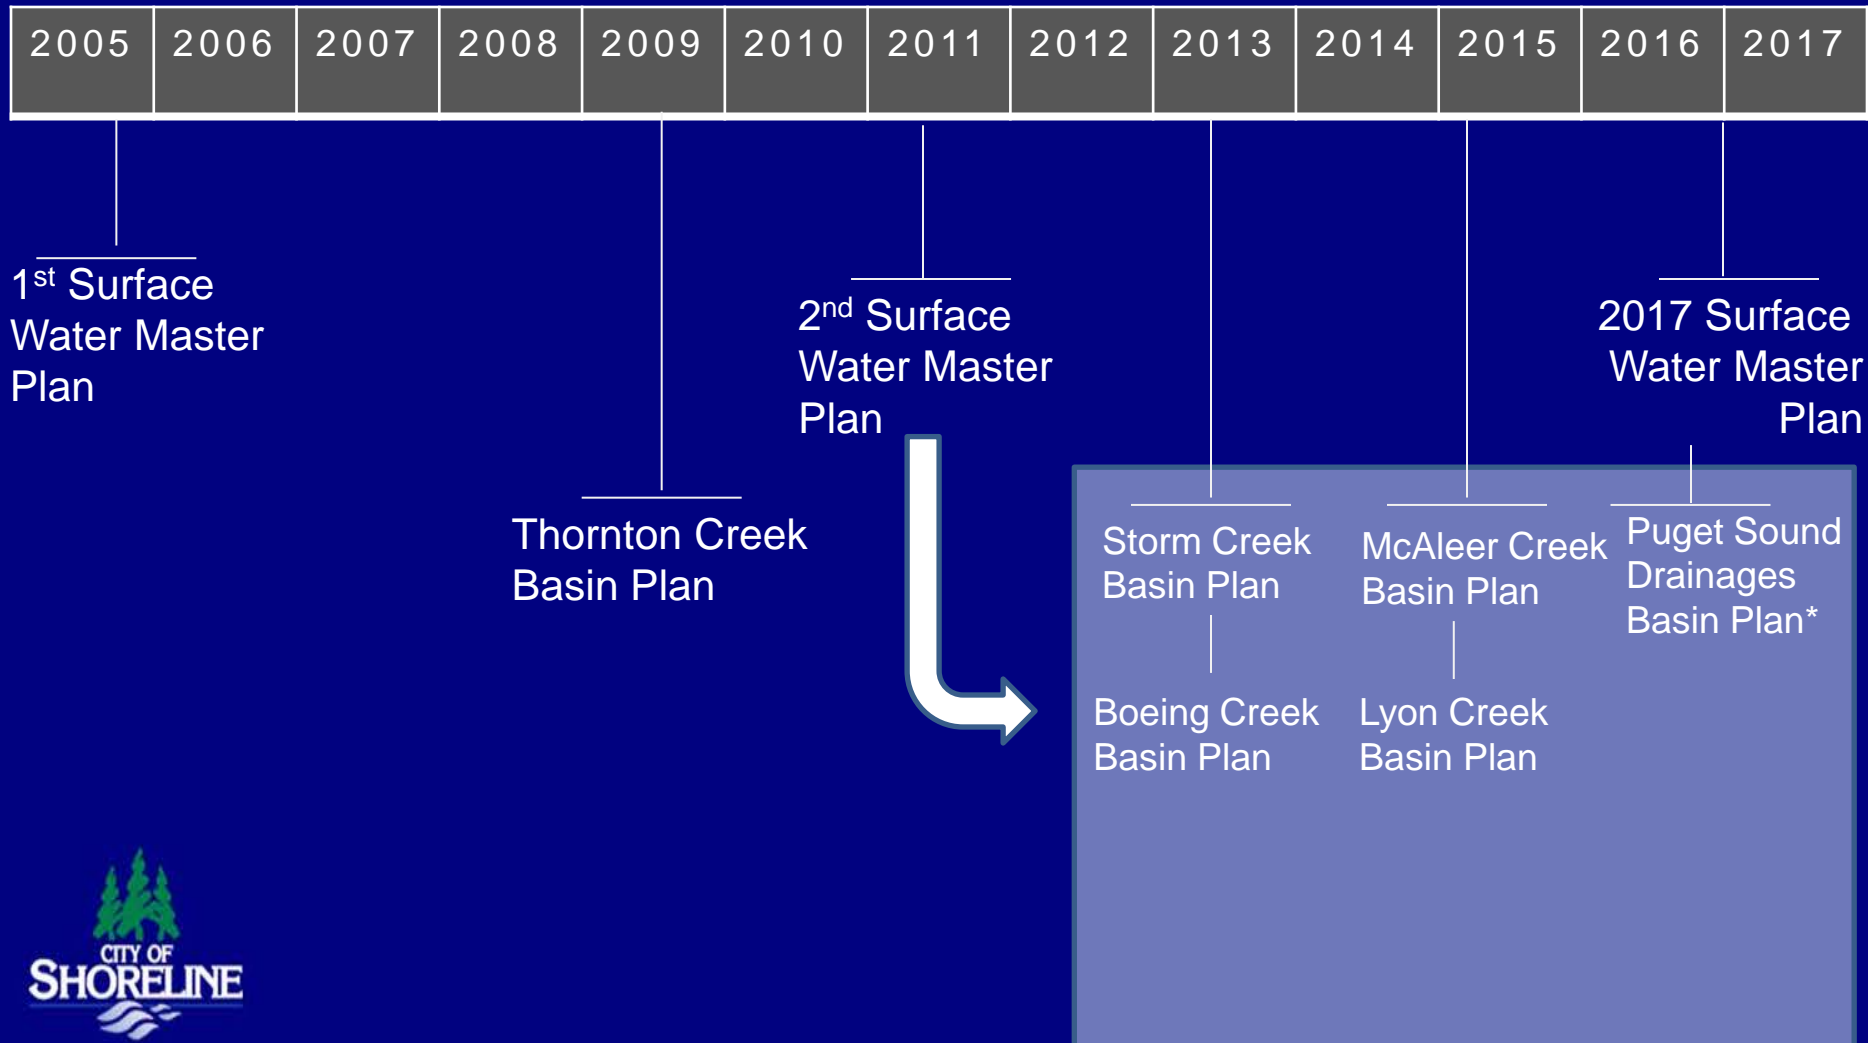 2005 2006 2007 2008 2009 2010 2011 2012 2013 2014 2015 2016 2017
1st Surface
Water Master
Plan
Thornton Creek
Basin Plan
2nd Surface
Water Master
Plan
2017 Surface
Water Master
Plan
Storm Creek
Basin Plan
Boeing Creek
Basin Plan
McAleer Creek
Basin Plan
Lyon Creek
Basin Plan
Puget Sound
Drainages
Basin Plan*
CITY OF
SHORELINE